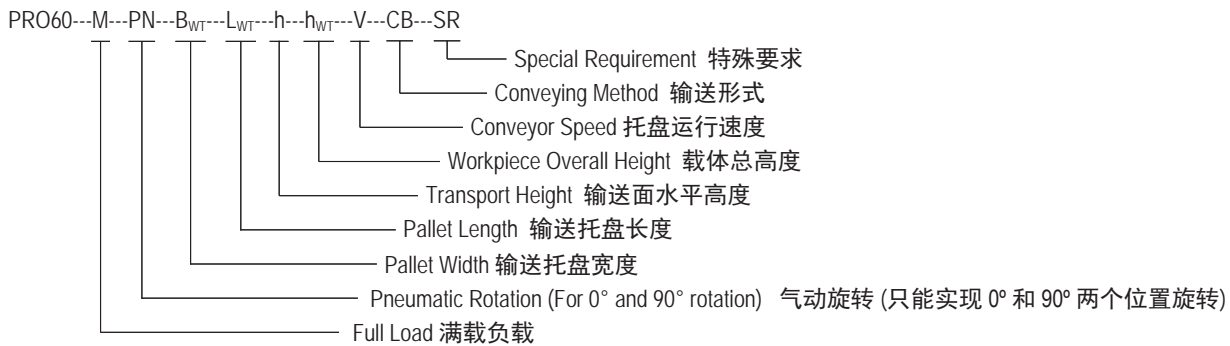 PRO60---M---PN---BWT---LWT---h---hWT---V---CB---SR
Special Requirement 特殊要求
Conveying Method 输送形式
Conveyor Speed 托盘运行速度
Workpiece Overall Height 载体总高度
Transport Height 输送面水平高度
Pallet Length 输送托盘长度
Pallet Width 输送托盘宽度
Pneumatic Rotation (For 0° and 90° rotation) 气动旋转 (只能实现 0º 和 90º 两个位置旋转)
Full Load 满载负载